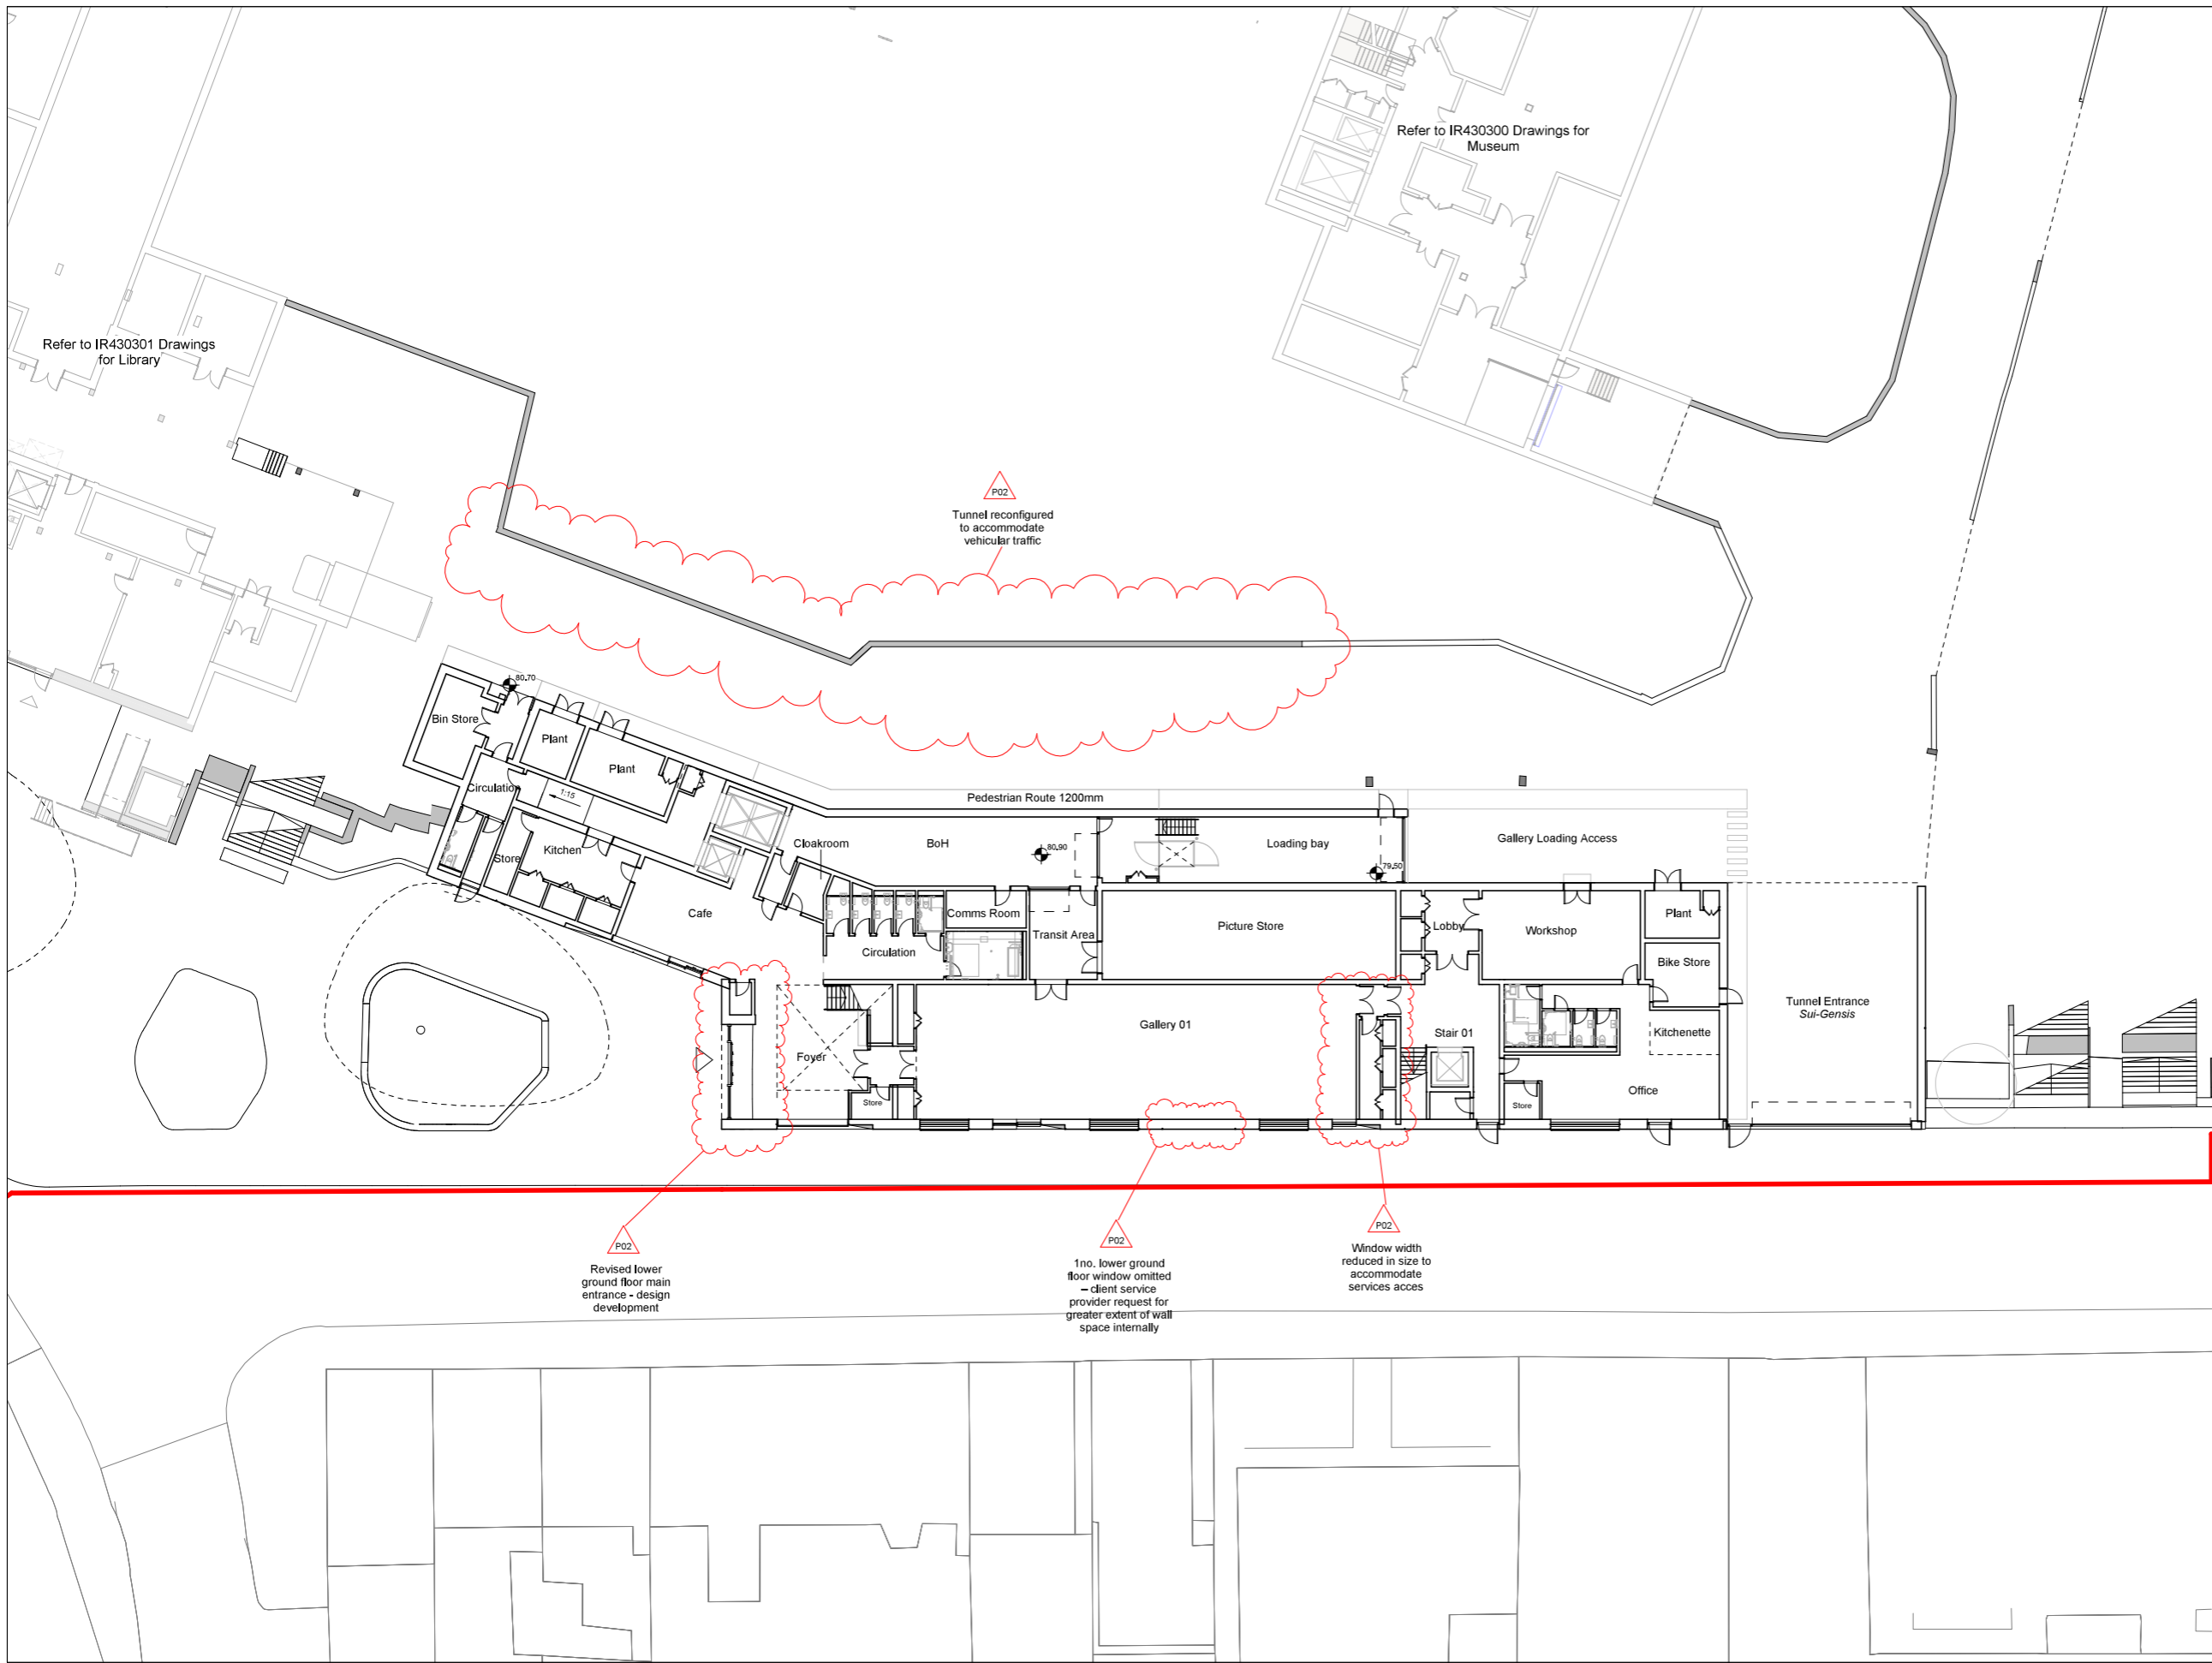 Refer to IR430300 Drawings for
Museum
Refer to IR430301 Drawings
for Library
P02
Tunnel reconfigured
to accommodate
vehicular traffic
80.70
Bin Store
Plant
Plant
Circulation
1:15
Pedestrian Route 1200mm
Store
Kitchen
Cloakroom
BoH
80.90
Loading bay
79.50
Gallery Loading Access
Cafe
Comms Room
Circulation
Transit Area
Picture Store
Lobby
Workshop
Plant
Bike Store
Tunnel Entrance
Sui-Gensis
Foyer
Store
Gallery 01
Stair 01
Kitchenette
Office
Store
P02
Revised lower
ground floor main
entrance - design
development
P02
1no. lower ground
floor window omitted
– client service
provider request for
greater extent of wall
space internally
P02
Window width
reduced in size to
accommodate
services acces